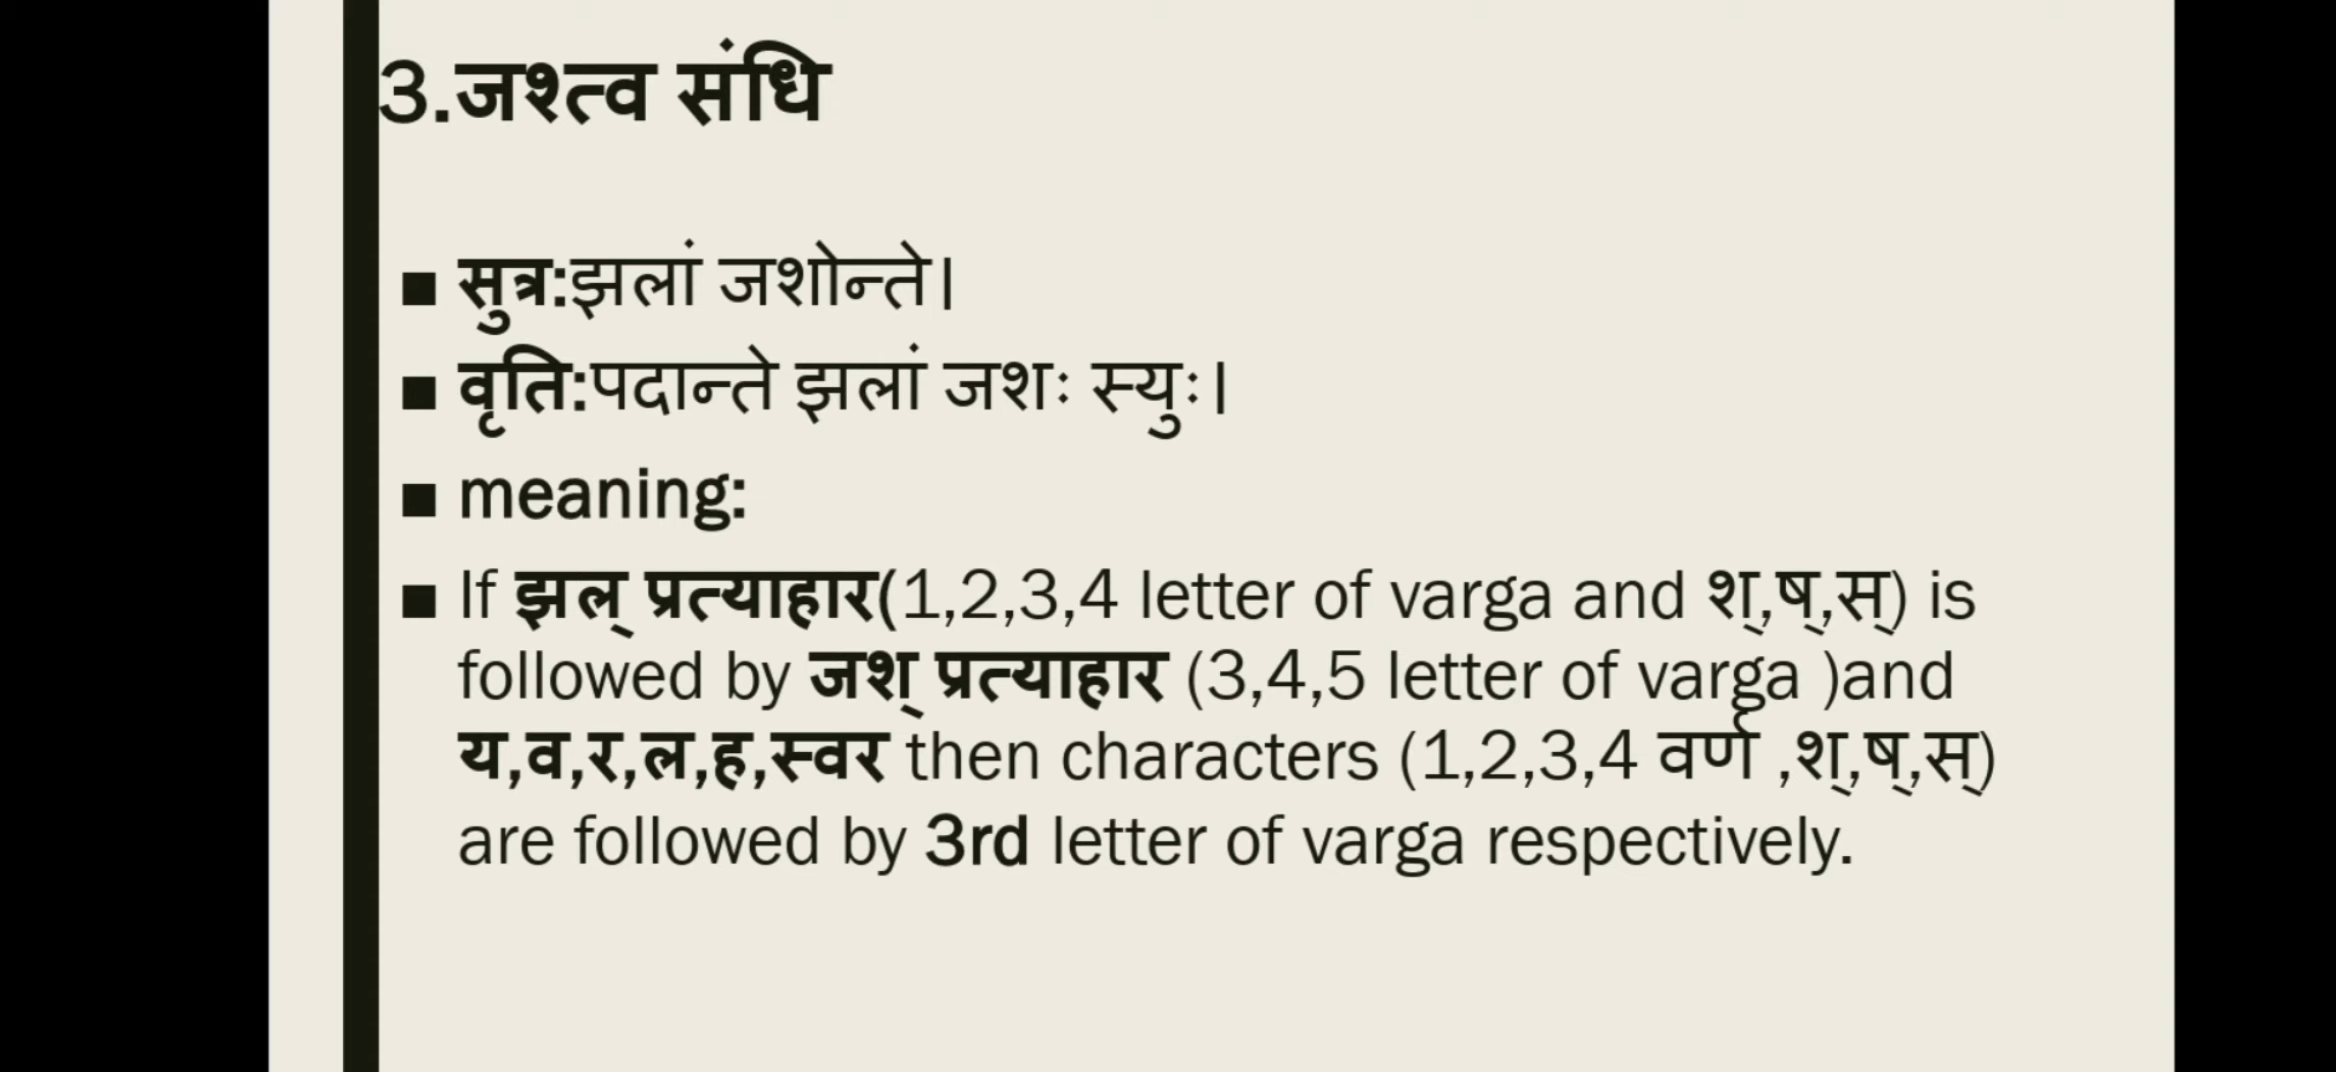 3.जश्त्व संधि
■ सुत्र:झलां जशोन्ते।
■ वृति:पदान्ते झलां जशः स्युः।
■ meaning:
■ If झल् प्रत्याहार(1,2,3,4 letter of varga and श्,ष्,स्) is
followed by जश् प्रत्याहार (3,4,5 letter of varga )and
य,व,र,ल,ह,स्वर then characters (1,2,3,4 वर्ण ,श्,ष्,स्)
are followed by 3rd letter of varga respectively.